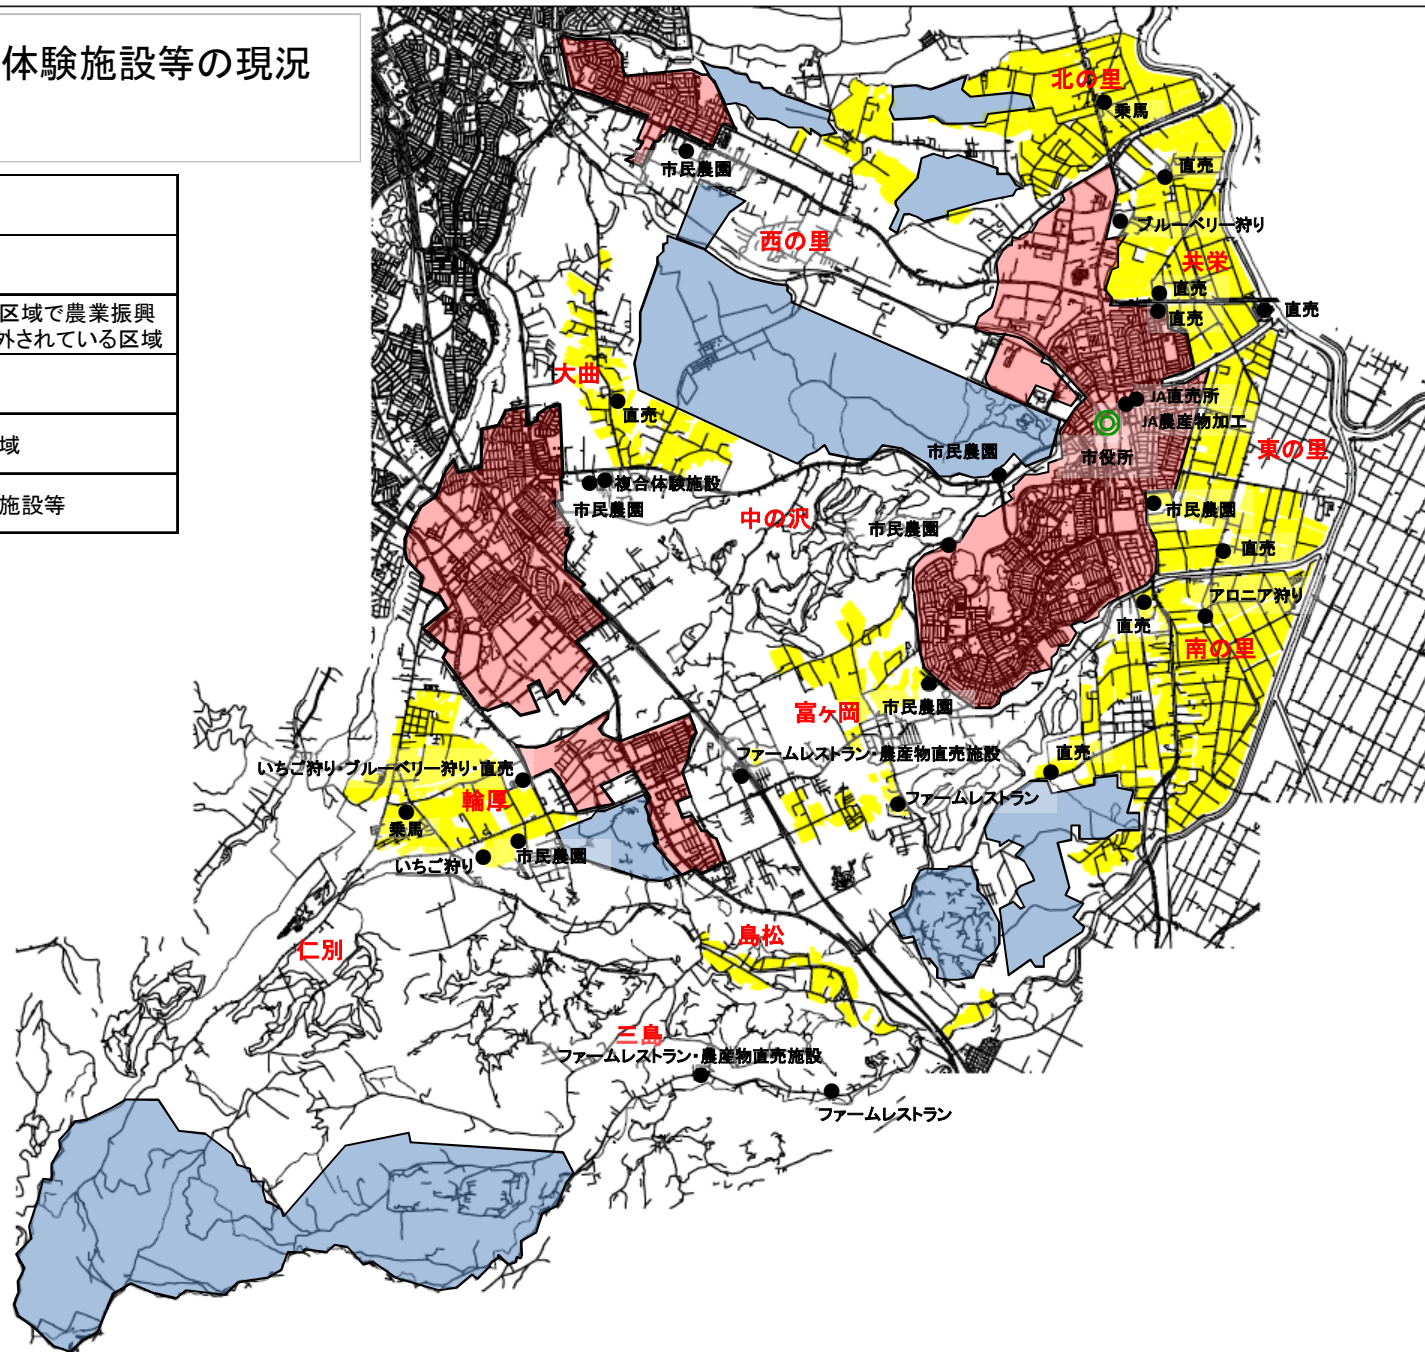 体験施設等の現況
区域で農業振興
外されている区域
域
施設等
北の里
乗馬
市民農園
直売
ブルーベリー狩り
西の里
共栄
直売
直売
直売
大曲
直売
JA直売所
JA農産物加工
市役所
東の里
市民農園
複合体験施設
市民農園
中の沢
市民農園
市民農園
直売
アロニア狩り
直売
南の里
市民農園
富ヶ岡
ファームレストラン・農産物直売施設
直売
いちご狩り・ブルーベリー狩り・直売
輪厚
ファームレストラン
乗馬
市民農園
いちご狩り
島松
仁別
三島
ファームレストラン・農産物直売施設
ファームレストラン